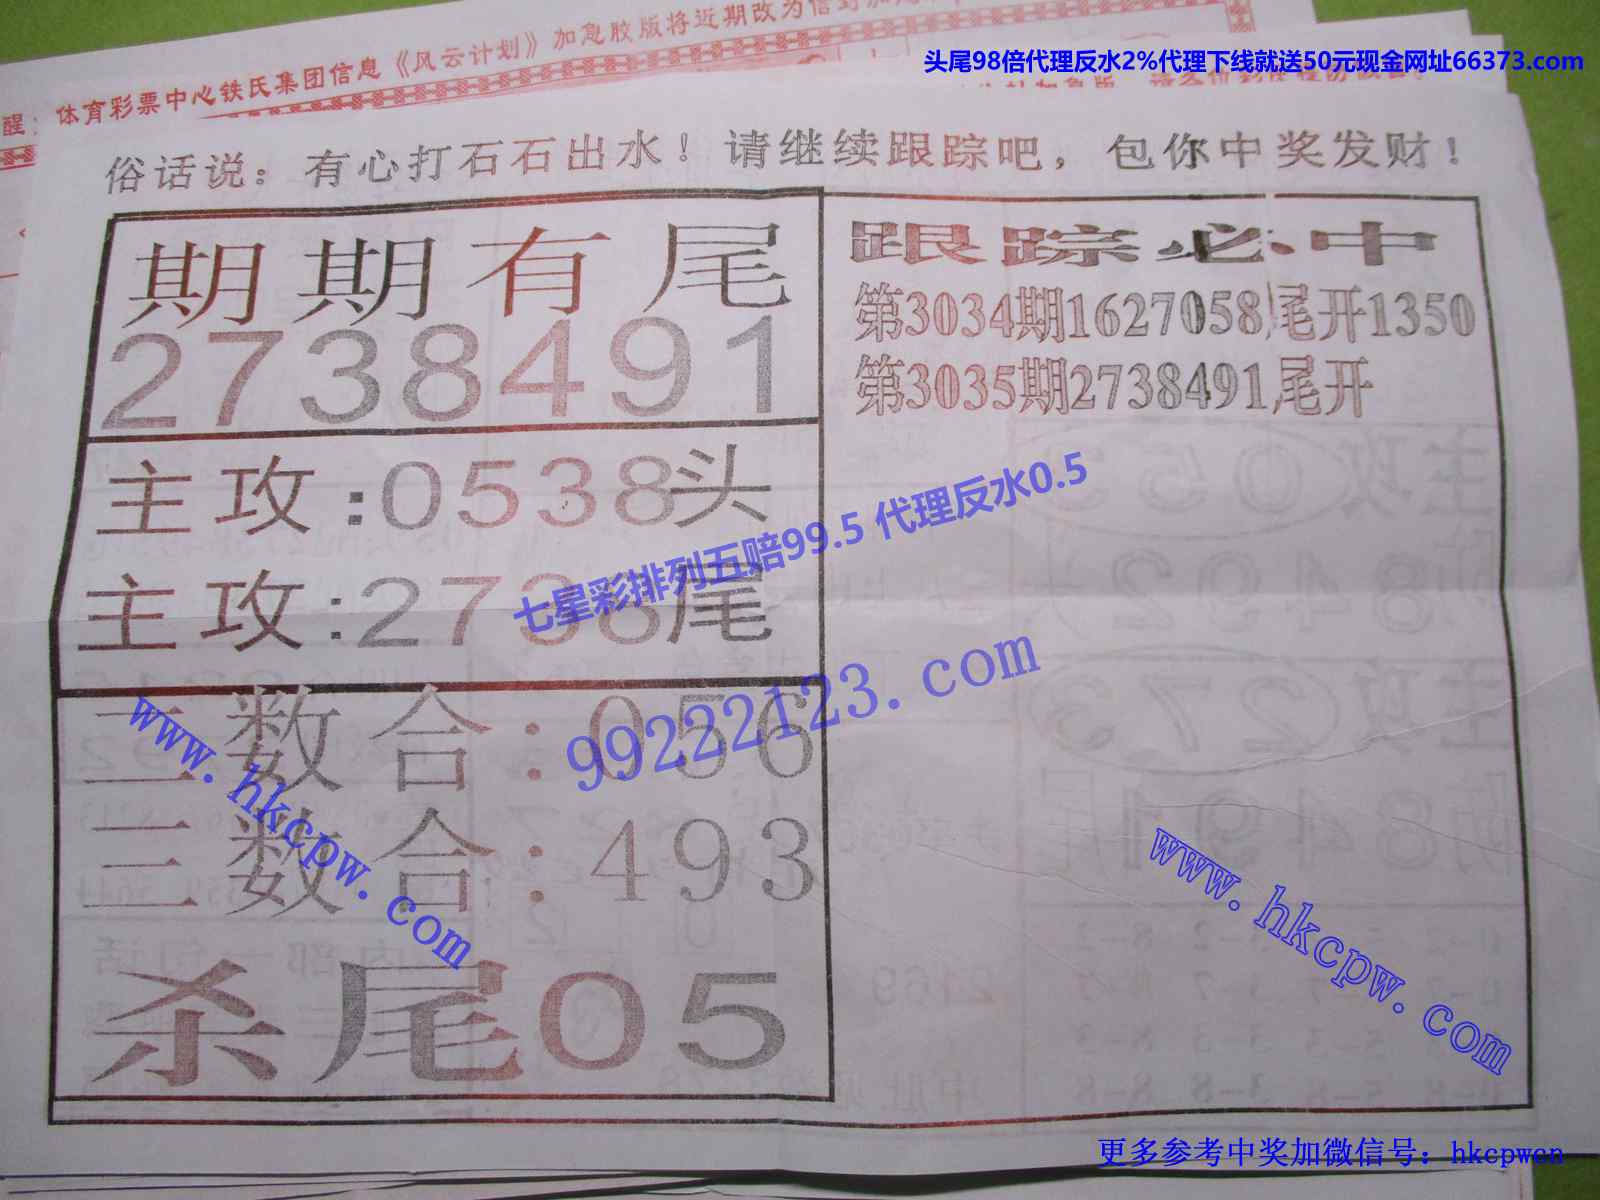 体育彩票中心铁氏集团信息《风云计划》加急胶版将近期改为信封加
头尾98倍代理反水2%代理下线就送50元现金网址66373.com
俗话说：有心打石石出水！请继续跟踪吧，包你中奖发财！
期期有尾
2738491
跟踪必中
第3034期1627058尾开1350
第3035期2738491尾开
主攻:0538头
主攻:2738尾
七星彩排列五赔99.5 代理反水0.5
99222123.com
二数合:056
三数合:493
杀尾05
www.hkcpw.com
www.hkcpw.com
更多参考中奖加微信号：hkcpwcn